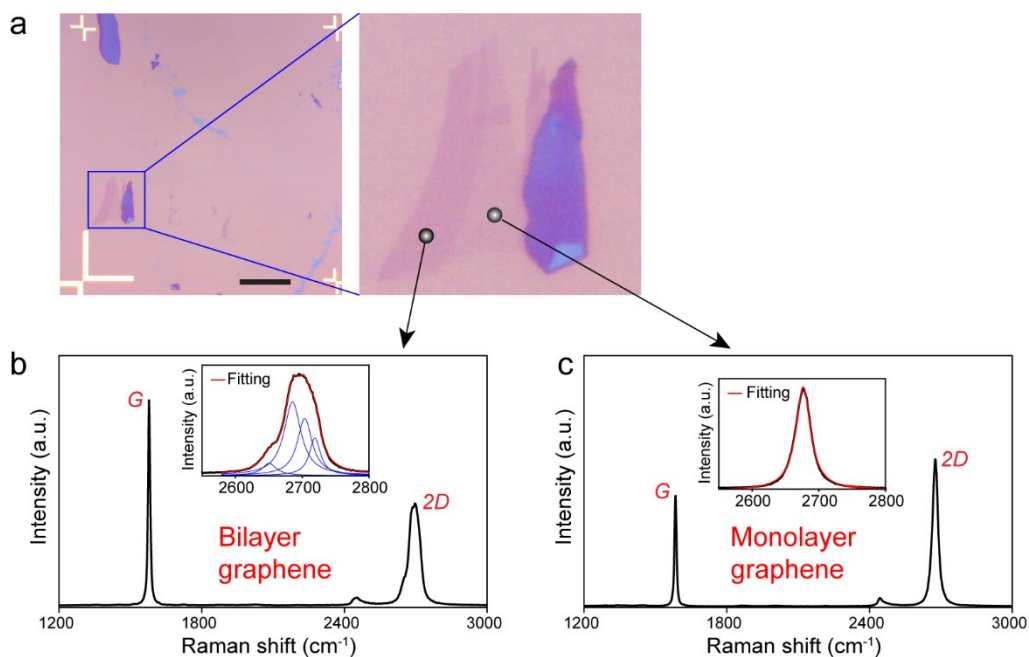 a
b
G
Intensity (a.u.)
— Fitting
2600
2700
2800
2D
Bilayer
graphene
Intensity (a.u.)
1200
1800
2400
3000
Raman shift (cm⁻¹)
c
G
Intensity (a.u.)
— Fitting
2600
2700
2800
2D
Monolayer
graphene
Intensity (a.u.)
1200
1800
2400
3000
Raman shift (cm⁻¹)